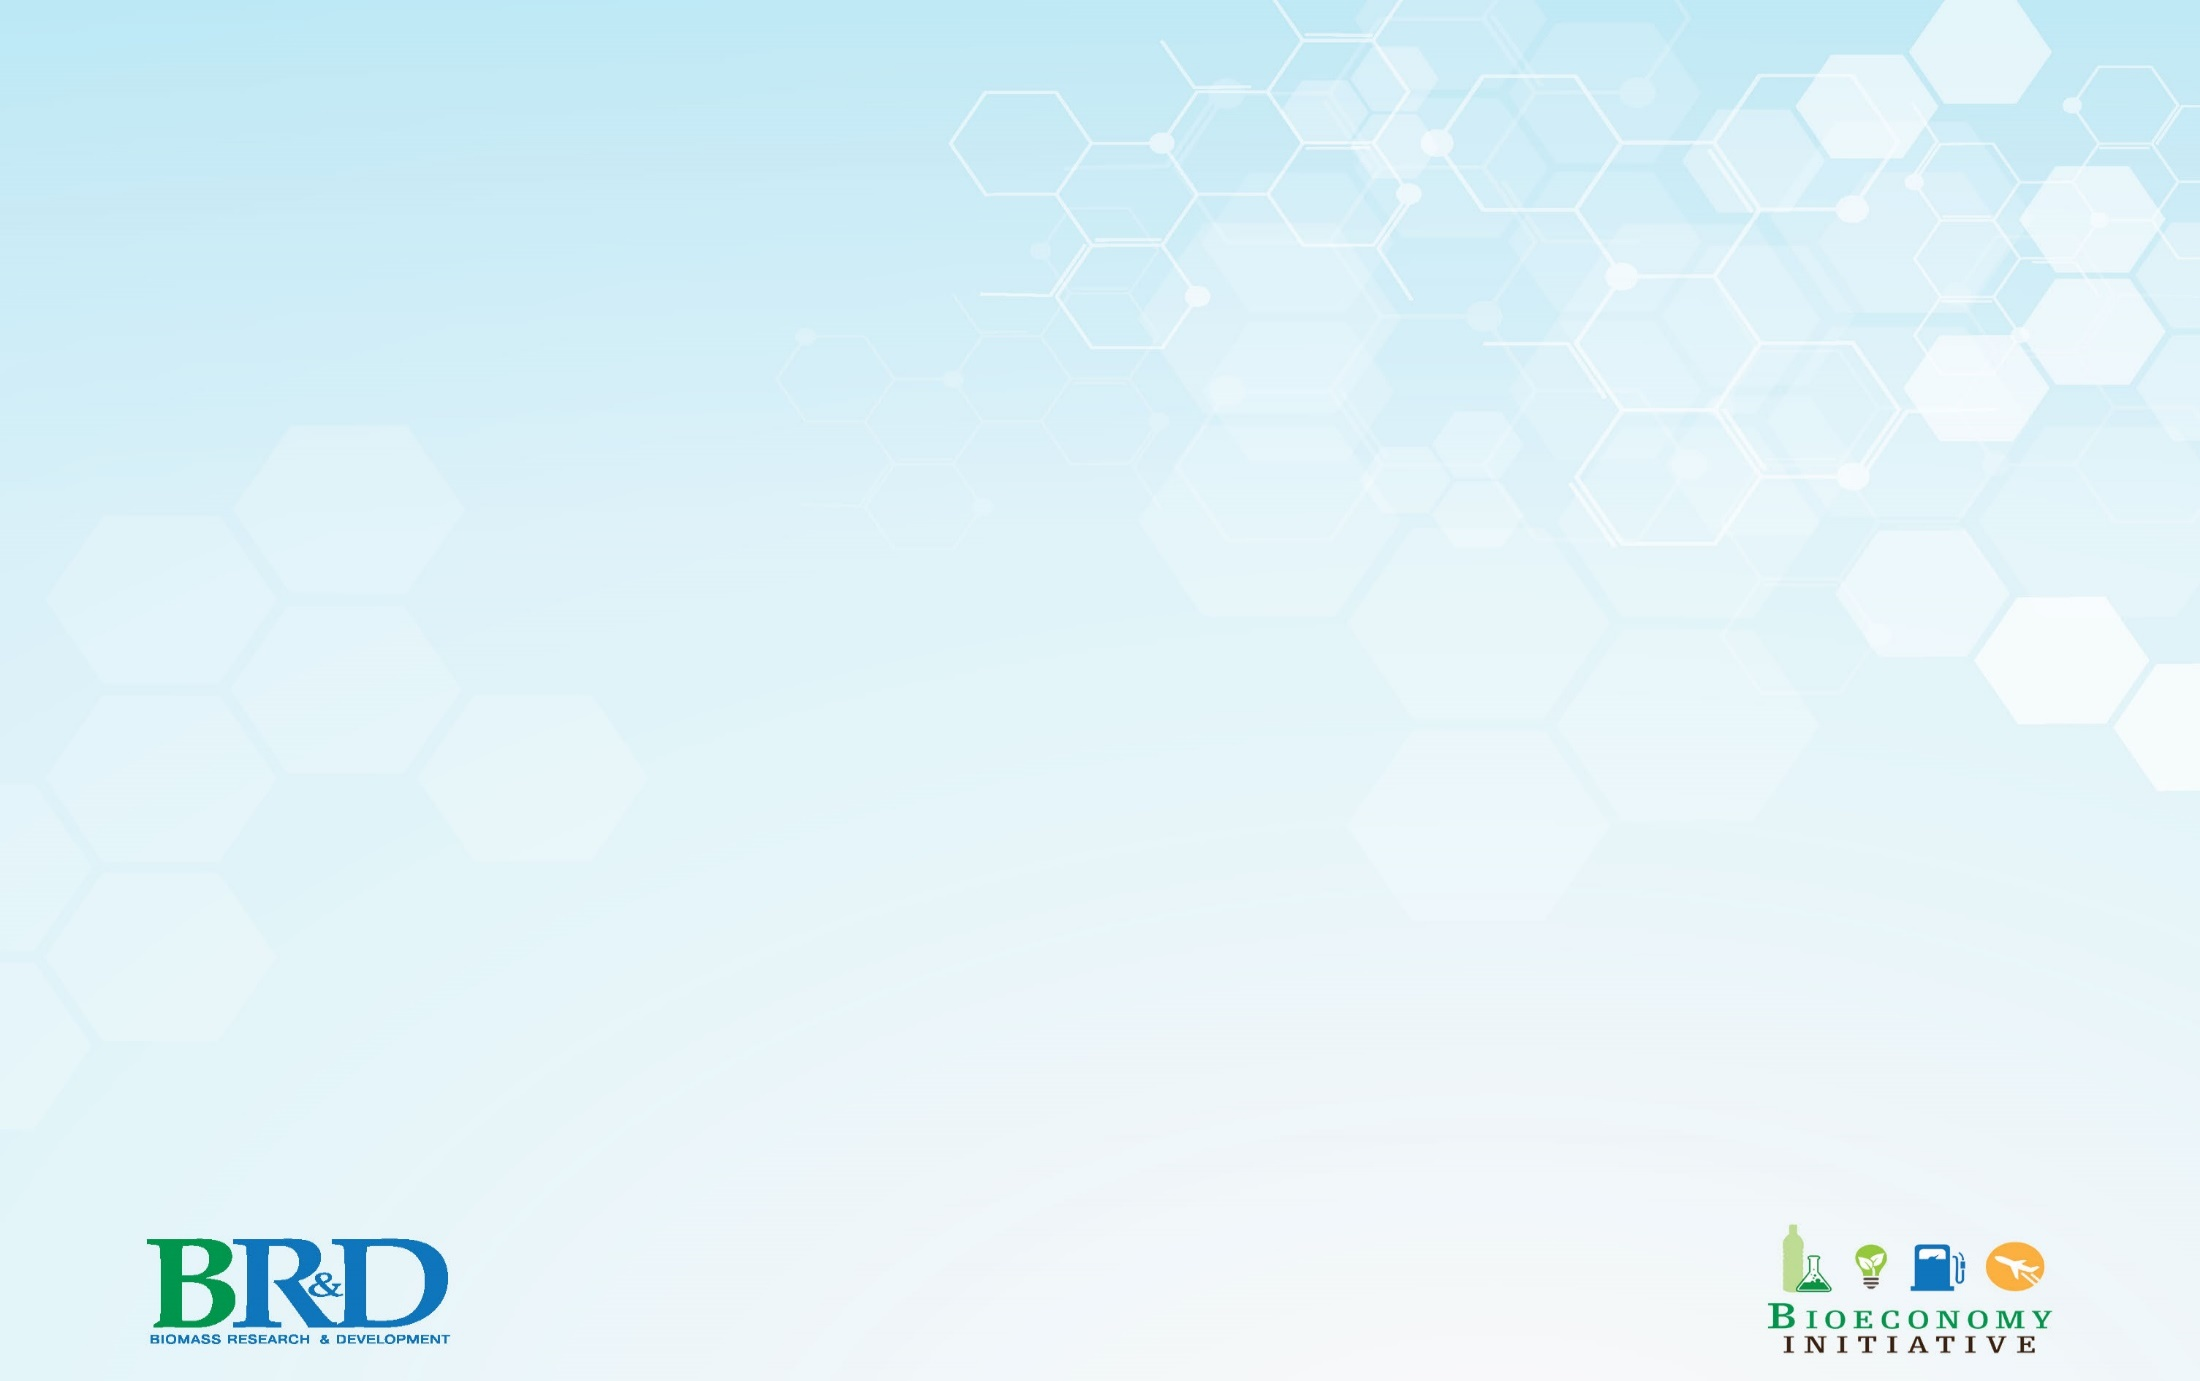 BR&D
BIOMASS RESEARCH & DEVELOPMENT
BIOECONOMY
INITIATIVE